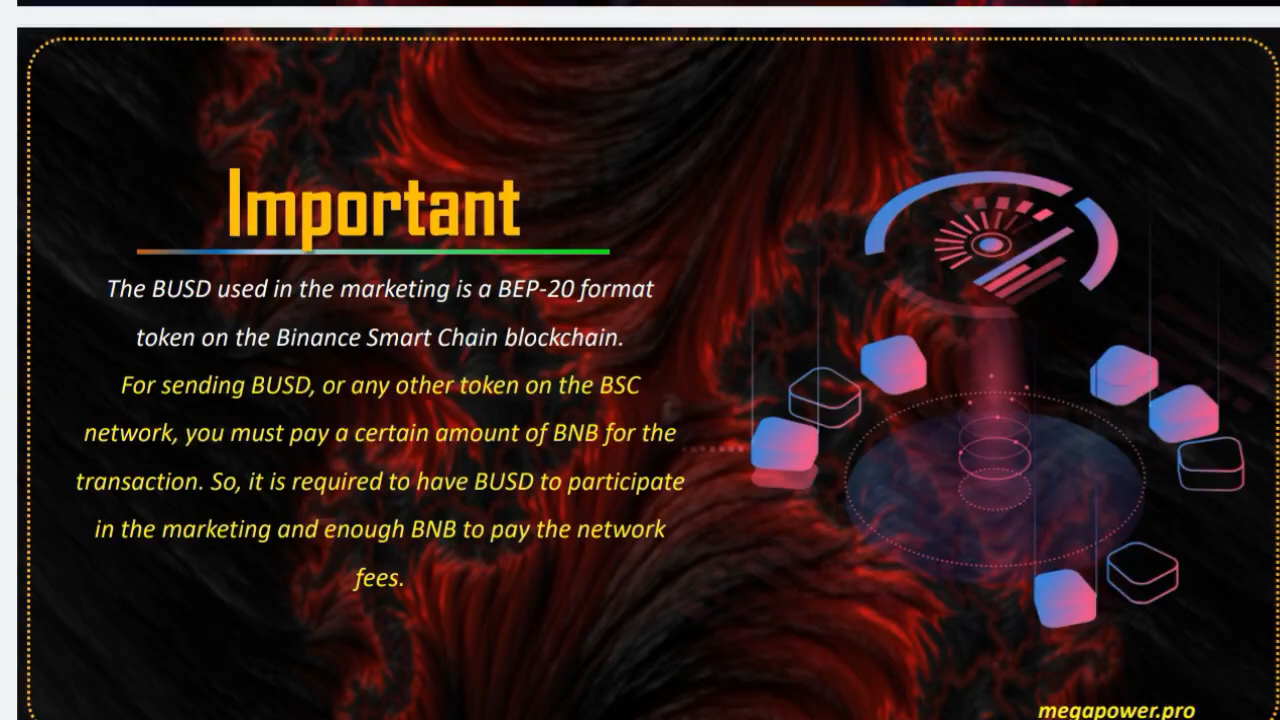 Important
The BUSD used in the marketing is a BEP-20 format
token on the Binance Smart Chain blockchain.
For sending BUSD, or any other token on the BSC
network, you must pay a certain amount of BNB for the
transaction. So, it is required to have BUSD to participate
in the marketing and enough BNB to pay the network
fees.
megapower.pro